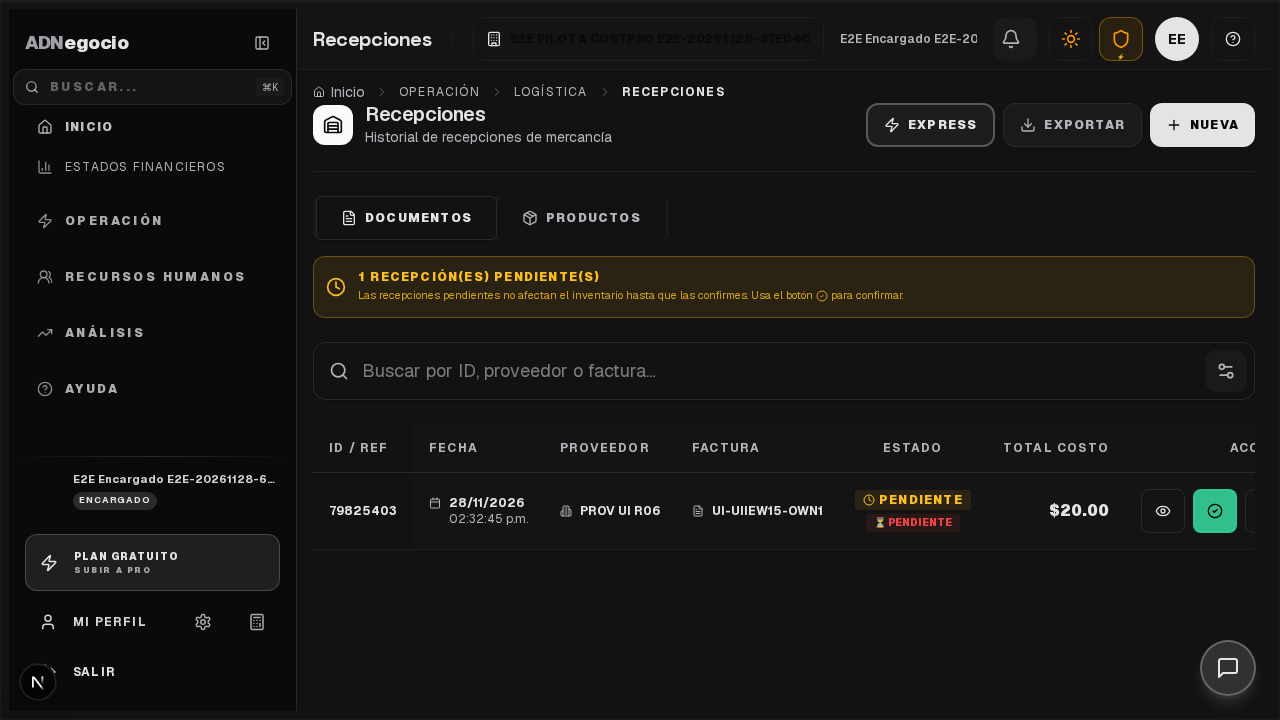 ADNegocio
BUSCAR...
⌘K
INICIO
ESTADOS FINANCIEROS
OPERACIÓN
RECURSOS HUMANOS
ANÁLISIS
AYUDA
E2E Encargado E2E-20261128-6...
ENCARGADO
PLAN GRATUITO
SUBIR A PRO
MI PERFIL
SALIR
N
Recepciones
E2E PILOT A COSTPRO E2E-20261128-67ED4C
E2E Encargado E2E-20
EE
Inicio > OPERACIÓN > LOGÍSTICA > RECEPCIONES
Recepciones
Historial de recepciones de mercancía
EXPRESS
EXPORTAR
NUEVA
DOCUMENTOS
PRODUCTOS
1 RECEPCIÓN(ES) PENDIENTE(S)
Las recepciones pendientes no afectan el inventario hasta que las confirmes. Usa el botón para confirmar.
Buscar por ID, proveedor o factura...
ID / REF FECHA PROVEEDOR FACTURA ESTADO TOTAL COSTO ACC
79825403 28/11/2026 PROV UI R06 UI-UIIEW15-OWN1 PENDIENTE $20.00
02:32:45 p.m. PENDIENTE